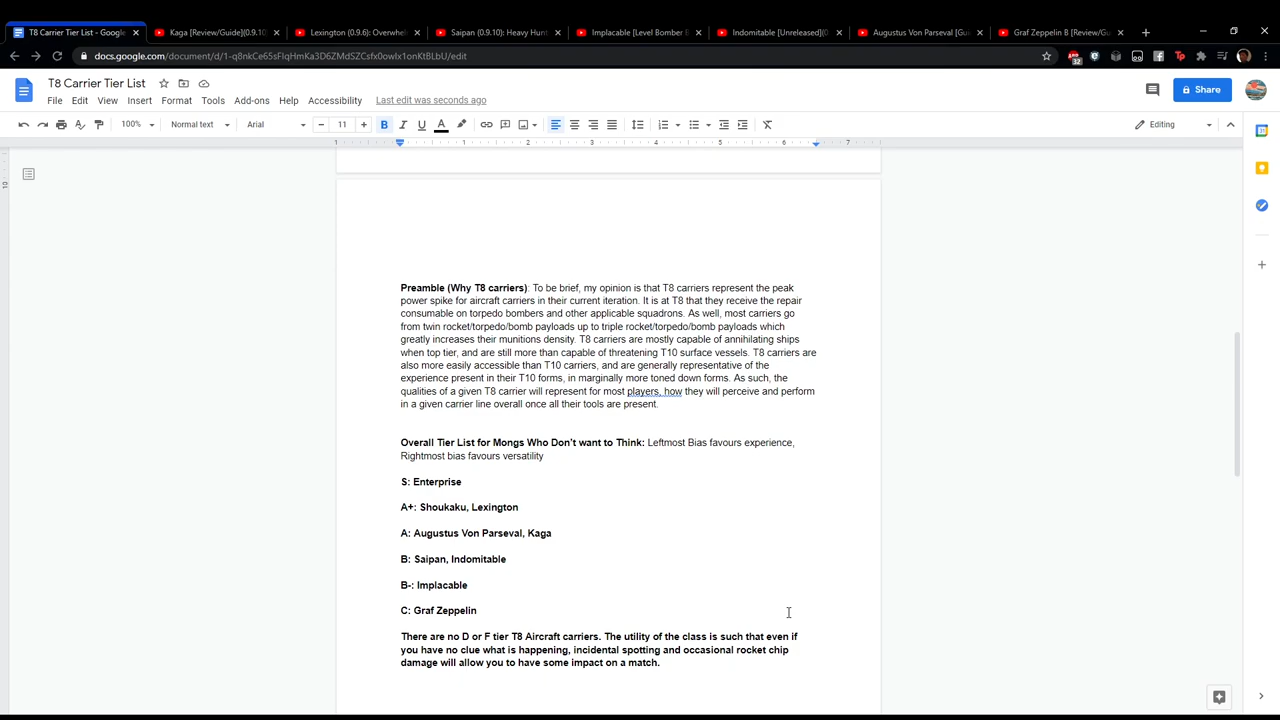 T8 Carrier Tier List - Google
Kaga [Review/Guide](0.9.10
Lexington (0.9.6): Overwhel
Saipan (0.9.10): Heavy Hunt
Implacable [Level Bomber B
Indomitable [Unreleased](0
Augustus Von Parseval [Gui
Graf Zeppelin B [Review/Gu
T8 Carrier Tier List
File Edit View Insert Format Tools Add-ons Help Accessibility Last edit was seconds ago
Share
100% Normal text Arial 11 Editing
Preamble (Why T8 carriers): To be brief, my opinion is that T8 carriers represent the peak
power spike for aircraft carriers in their current iteration. It is at T8 that they receive the repair
consumable on torpedo bombers and other applicable squadrons. As well, most carriers go
from twin rocket/torpedo/bomb payloads up to triple rocket/torpedo/bomb payloads which
greatly increases their munitions density. T8 carriers are mostly capable of annihilating ships
when top tier, and are still more than capable of threatening T10 surface vessels. T8 carriers are
also more easily accessible than T10 carriers, and are generally representative of the
experience present in their T10 forms, in marginally more toned down forms. As such, the
qualities of a given T8 carrier will represent for most players, how they will perceive and perform
in a given carrier line overall once all their tools are present.
Overall Tier List for Mongs Who Don't want to Think: Leftmost Bias favours experience,
Rightmost bias favours versatility
S: Enterprise
A+: Shoukaku, Lexington
A: Augustus Von Parseval, Kaga
B: Saipan, Indomitable
B-: Implacable
C: Graf Zeppelin
There are no D or F tier T8 Aircraft carriers. The utility of the class is such that even if
you have no clue what is happening, incidental spotting and occasional rocket chip
damage will allow you to have some impact on a match.